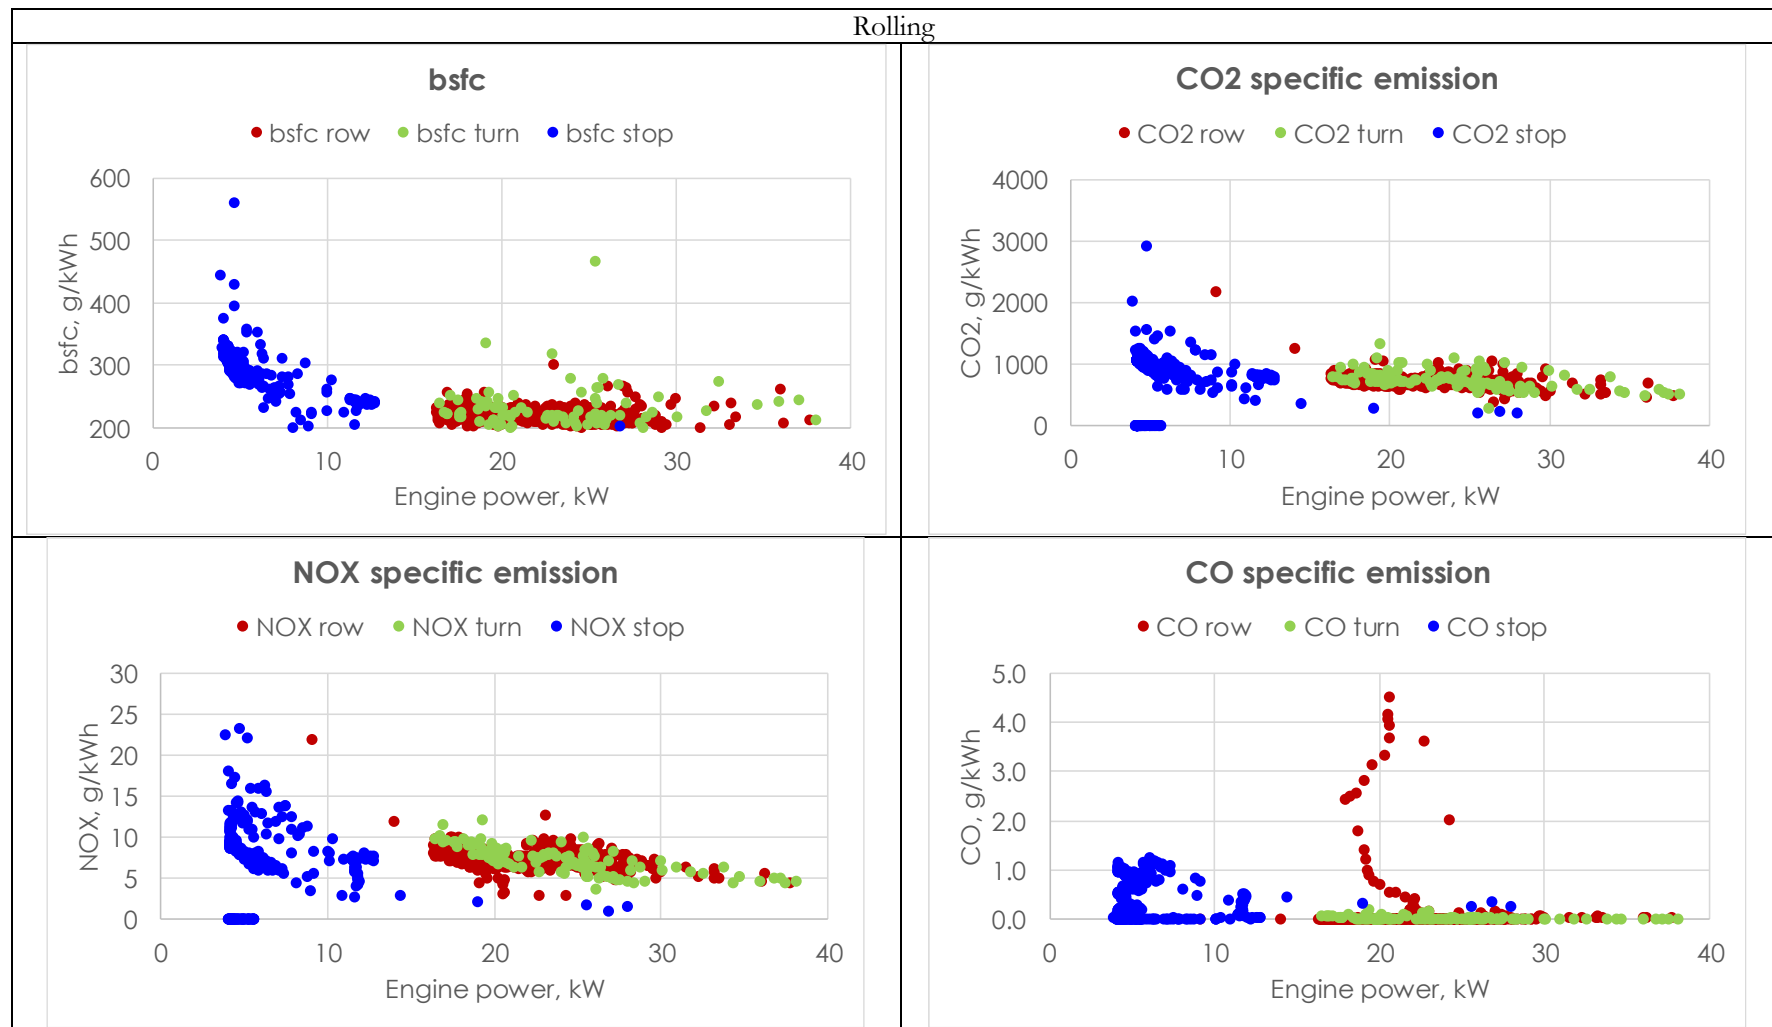 Rolling
bsfc
bsfc row bsfc turn bsfc stop
600
500
400
300
200
bsfc, g/kWh
0 10 20 30 40
Engine power, kW
CO2 specific emission
CO2 row CO2 turn CO2 stop
4000
3000
2000
1000
0
CO2, g/kWh
0 10 20 30 40
Engine power, kW
NOX specific emission
NOX row NOX turn NOX stop
30
25
20
15
10
5
0
NOX, g/kWh
0 10 20 30 40
Engine power, kW
CO specific emission
CO row CO turn CO stop
5.0
4.0
3.0
2.0
1.0
0.0
CO, g/kWh
0 10 20 30 40
Engine power, kW